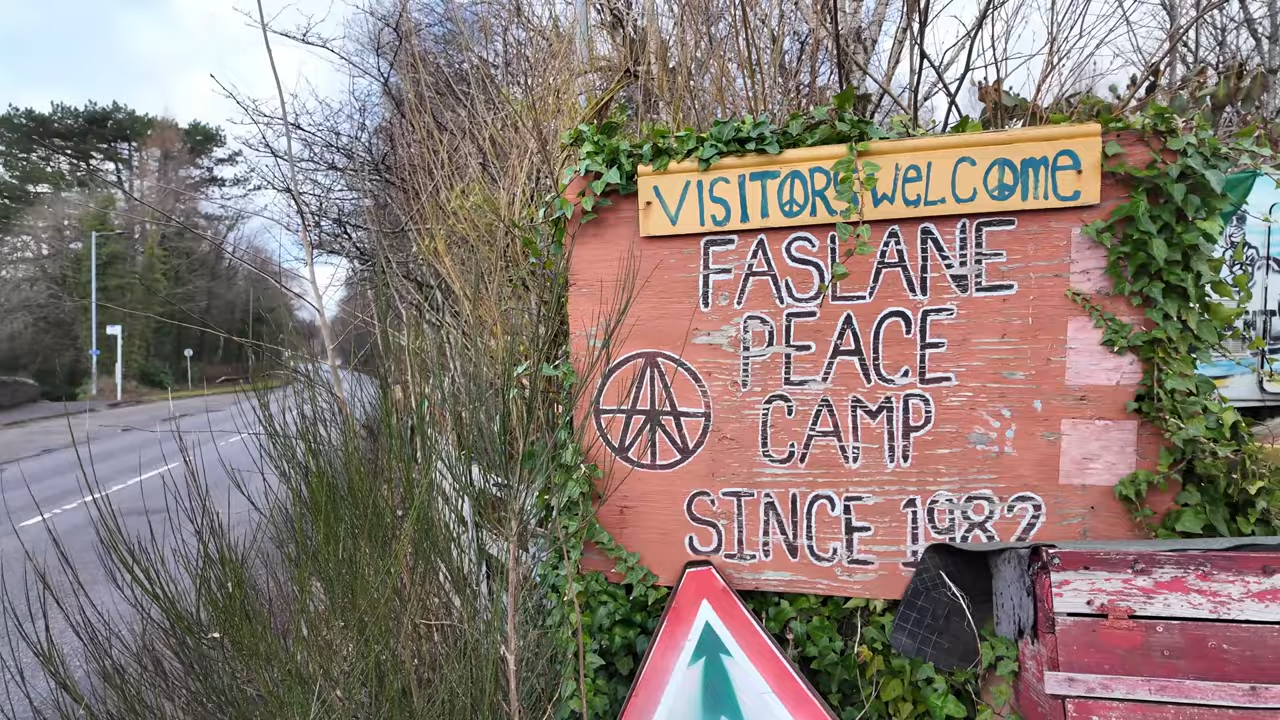 VISITORS WELCOME
FASLANE
PEACE
CAMP
SINCE 1982